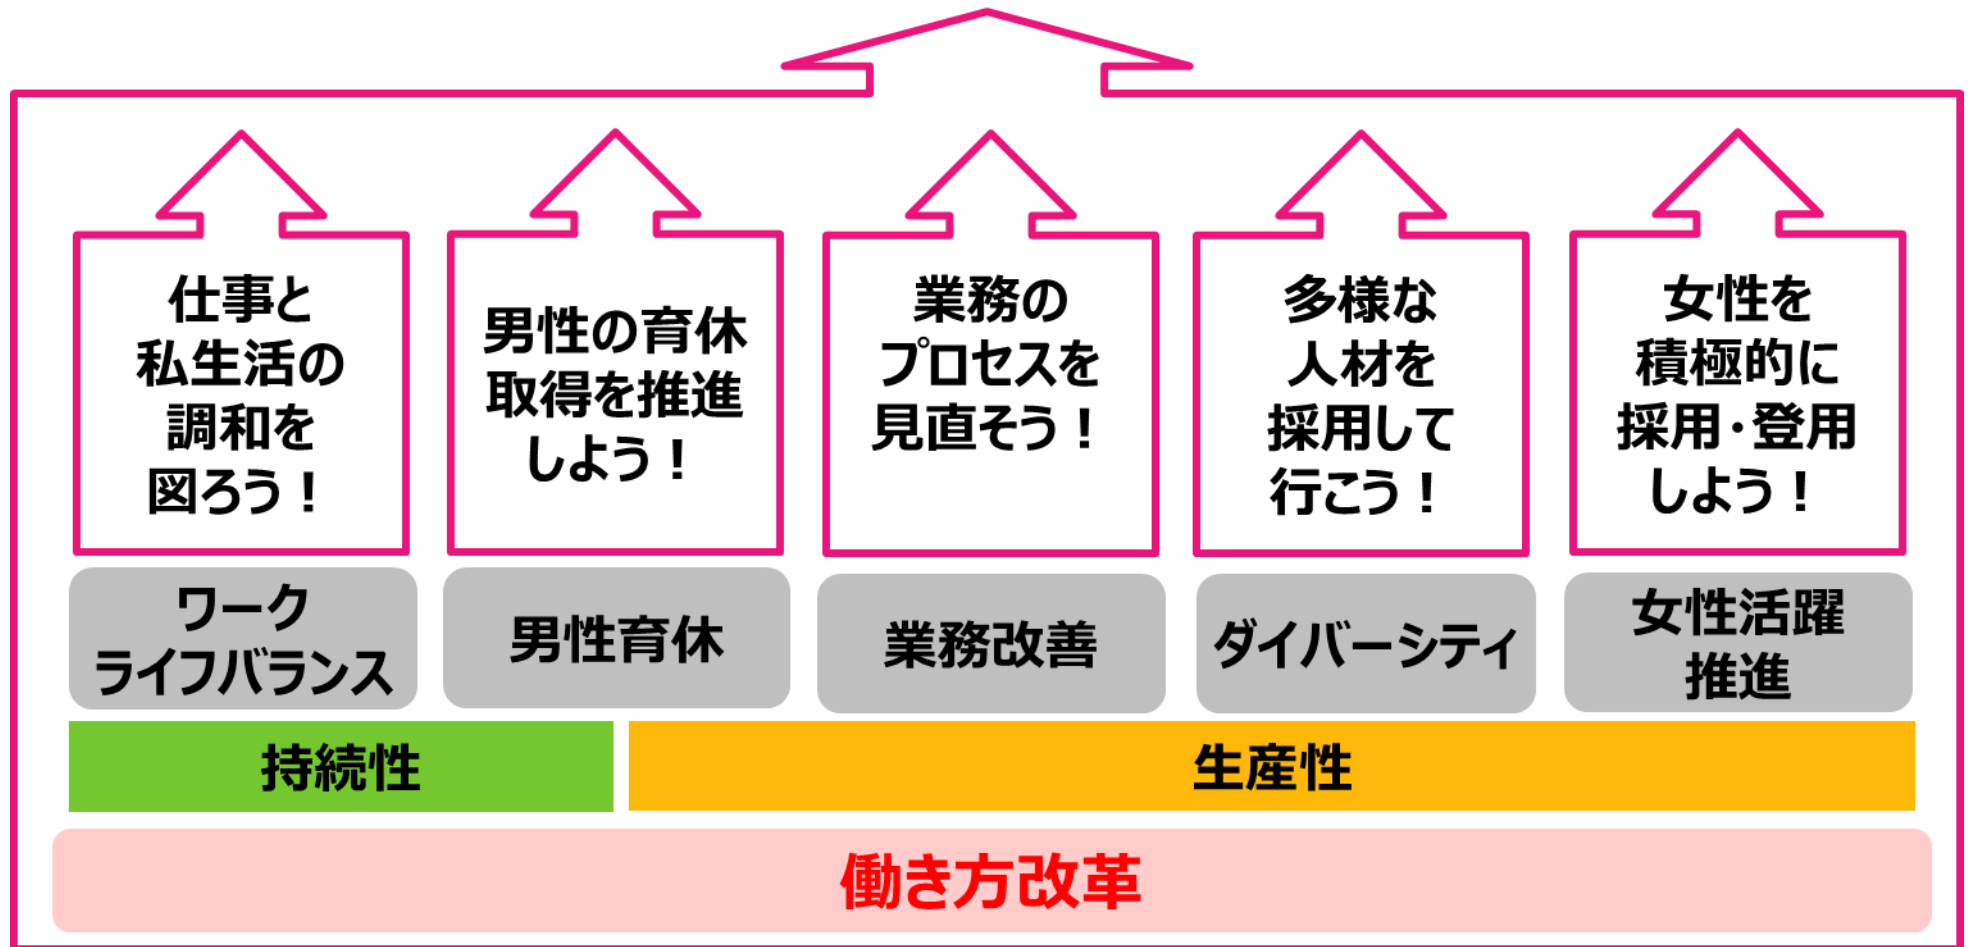 仕事と
私生活の
調和を
図ろう！
男性の育休
取得を推進
しよう！
業務の
プロセスを
見直そう！
多様な
人材を
採用して
行こう！
女性を
積極的に
採用・登用
しよう！
ワーク
ライフバランス
男性育休
業務改善
ダイバーシティ
女性活躍
推進
持続性
生産性
働き方改革